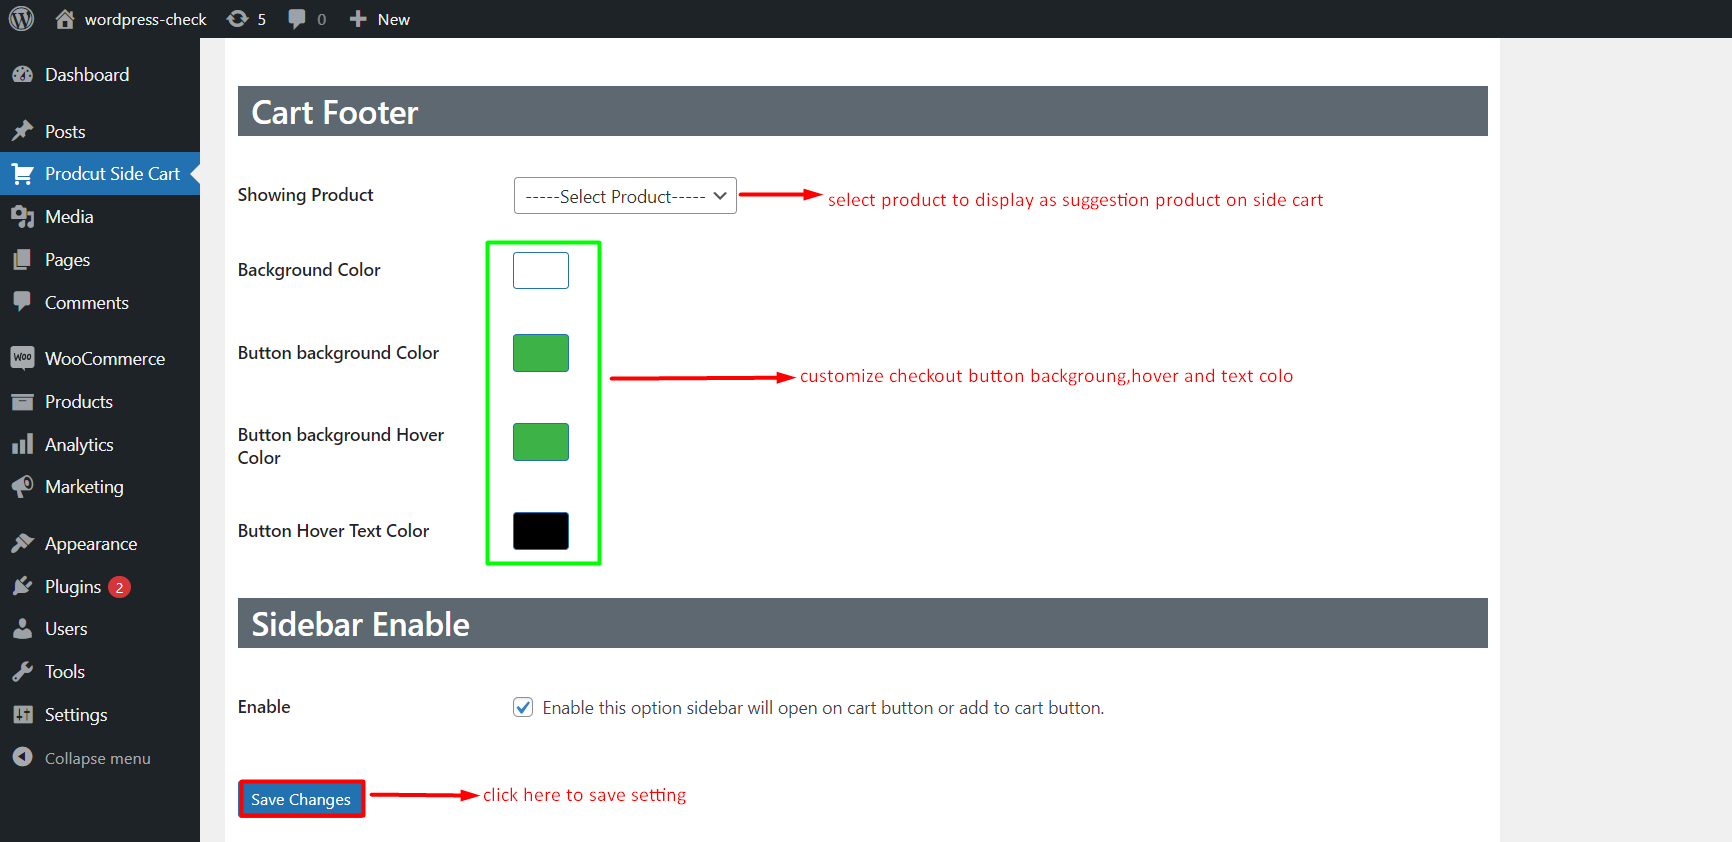 wordpress-check 5 0 New
Dashboard
Posts
Prodcut Side Cart
Media
Pages
Comments
WooCommerce
Products
Analytics
Marketing
Appearance
Plugins 2
Users
Tools
Settings
Collapse menu
Cart Footer
Showing Product
-----Select Product-----
select product to display as suggestion product on side cart
Background Color
Button background Color
customize checkout button backgroung,hover and text colo
Button background Hover
Color
Button Hover Text Color
Sidebar Enable
Enable
Enable this option sidebar will open on cart button or add to cart button.
Save Changes
click here to save setting